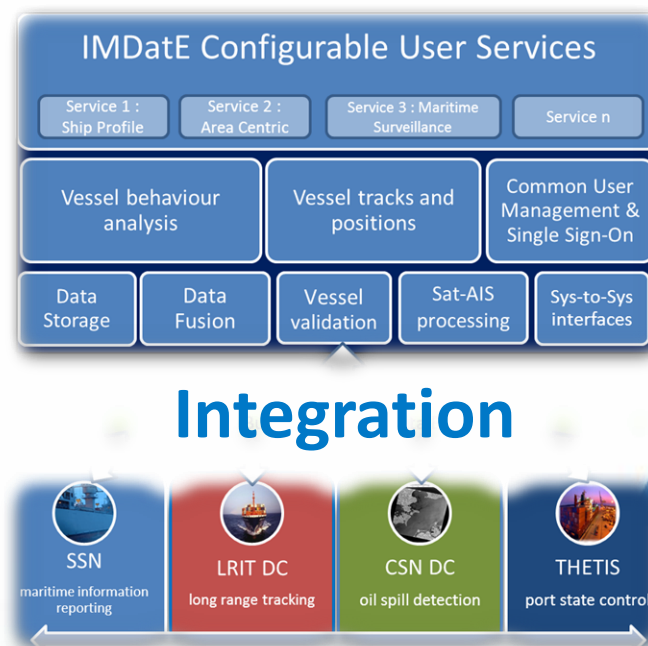 IMDatE Configurable User Services
Service 1 :
Ship Profile
Service 2 :
Area Centric
Service 3 : Maritime
Surveillance
Service n
Vessel behaviour
analysis
Vessel tracks and
positions
Common User
Management &
Single Sign-On
Data
Storage
Data
Fusion
Vessel
validation
Sat-AIS
processing
Sys-to-Sys
interfaces
Integration
SSN
maritime information
reporting
LRIT DC
long range tracking
CSN DC
oil spill detection
THETIS
port state control